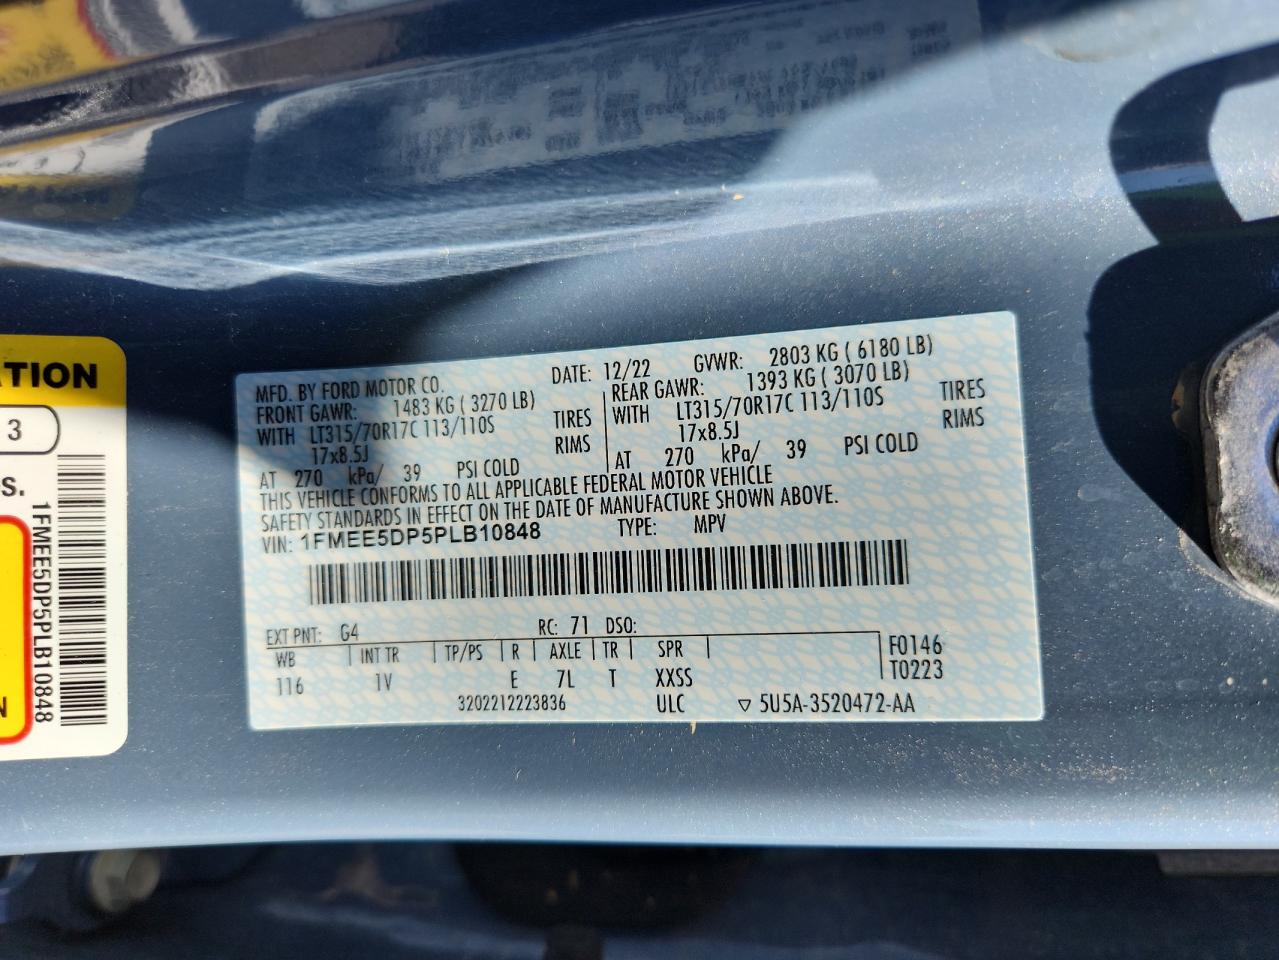 MFD. BY FORD MOTOR CO.
DATE: 12/22 GVWR: 2803 KG ( 6180 LB)
FRONT GAWR: 1483 KG ( 3270 LB)
WITH LT315/70R17C 113/110S TIRES
17x8.5J RIMS
AT 270 kPa/ 39 PSI COLD
REAR GAWR: 1393 KG ( 3070 LB)
WITH LT315/70R17C 113/110S TIRES
17x8.5J RIMS
AT 270 kPa/ 39 PSI COLD
THIS VEHICLE CONFORMS TO ALL APPLICABLE FEDERAL MOTOR VEHICLE
SAFETY STANDARDS IN EFFECT ON THE DATE OF MANUFACTURE SHOWN ABOVE.
VIN: 1FMEE5DP5PLB10848 TYPE: MPV
EXT PNT: G4 RC: 71 DSO:
WB INT TR TP/PS R AXLE TR SPR F0146
116 1V E 7L T XXSS T0223
3202212223836 ULC ▽ 5U5A-3520472-AA
3
1FMEE5DP5PLB10848